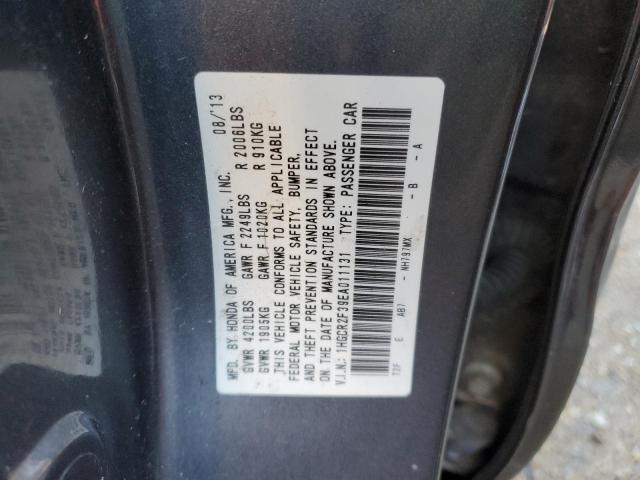 MFD. BY HONDA OF AMERICA MFG., INC. 08/'13
GVWR 4200LBS GAWR F 2249LBS R 2006LBS
GVWR 1905KG GAWR F 1020KG R 910KG
THIS VEHICLE CONFORMS TO ALL APPLICABLE
FEDERAL MOTOR VEHICLE SAFETY, BUMPER,
AND THEFT PREVENTION STANDARDS IN EFFECT
ON THE DATE OF MANUFACTURE SHOWN ABOVE.
V.I.N.: 1HGCR2F39EA011131 TYPE: PASSENGER CAR
T2F E AB7 NH797MX - B - A